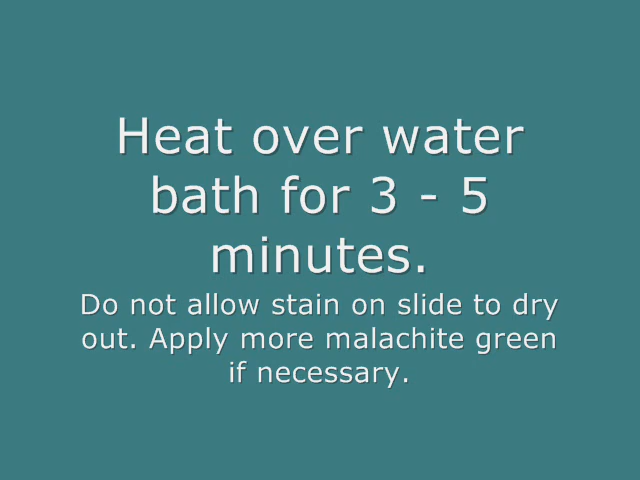 Heat over water
bath for 3 - 5
minutes.
Do not allow stain on slide to dry
out. Apply more malachite green
if necessary.